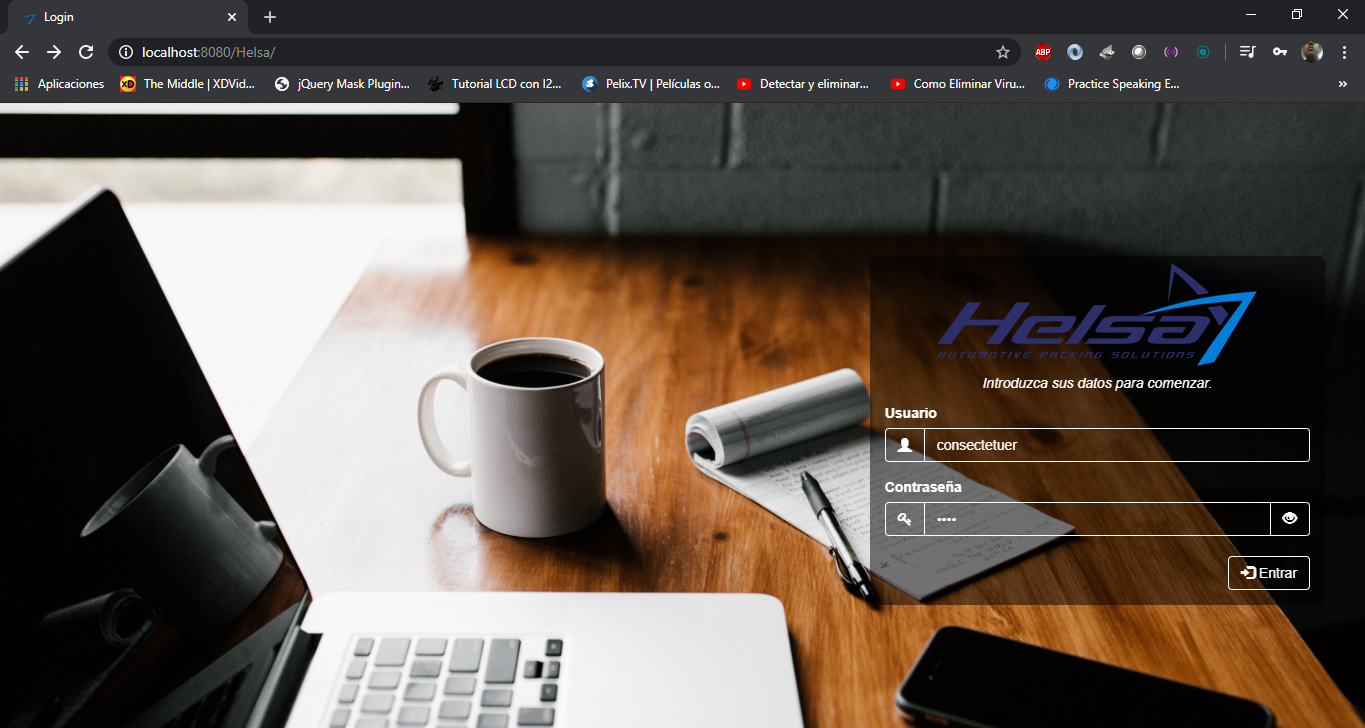 Login
localhost:8080/Helsa/
ABP
Aplicaciones
The Middle | XDVid...
jQuery Mask Plugin...
Tutorial LCD con I2...
Pelix.TV | Películas o...
Detectar y eliminar...
Como Eliminar Viru...
Practice Speaking E...
»
XD
Helsa
AUTOMOTIVE PACKING SOLUTIONS
Introduzca sus datos para comenzar.
Usuario
consectetuer
Contraseña
Entrar